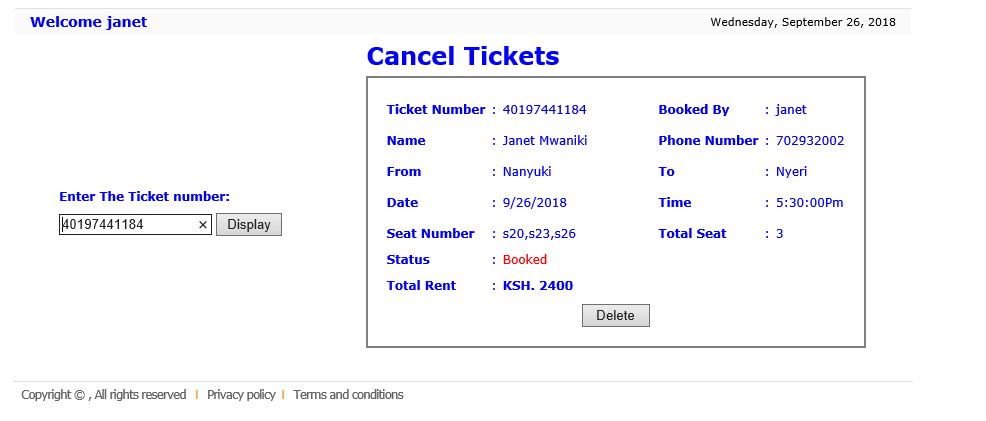 Welcome janet Wednesday, September 26, 2018
Cancel Tickets
Enter The Ticket number:
40197441184 × Display
Ticket Number : 40197441184 Booked By : janet
Name : Janet Mwaniki Phone Number : 702932002
From : Nanyuki To : Nyeri
Date : 9/26/2018 Time : 5:30:00Pm
Seat Number : s20,s23,s26 Total Seat : 3
Status : Booked
Total Rent : KSH. 2400
Delete
Copyright © , All rights reserved | Privacy policy | Terms and conditions